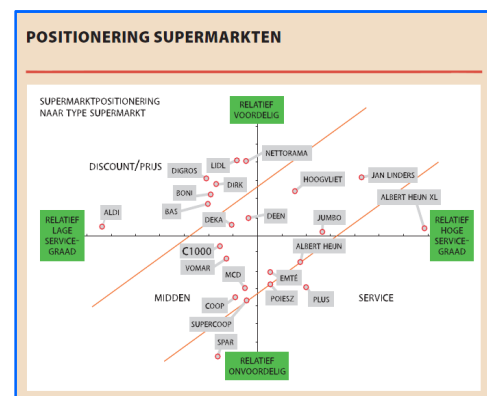 POSITIONERING SUPERMARKTEN
SUPERMARKTPOSITIONERING
NAAR TYPE SUPERMARKT
RELATIEF
VOORDELIG
DISCOUNT/PRIJS
LIDL
NETTORAMA
DIGROS
DIRK
HOOGVLIET
JAN LINDERS
BONI
ALBERT HEIJN XL
BAS
ALDI
DEKA
DEEN
JUMBO
RELATIEF
LAGE
SERVICE-
GRAAD
RELATIEF
HOGE
SERVICE-
GRAAD
C1000
ALBERT HEIJN
VOMAR
MCD
EMTÉ
MIDDEN
COOP
POIESZ
PLUS
SERVICE
SUPERCOOP
SPAR
RELATIEF
ONVOORDELIG